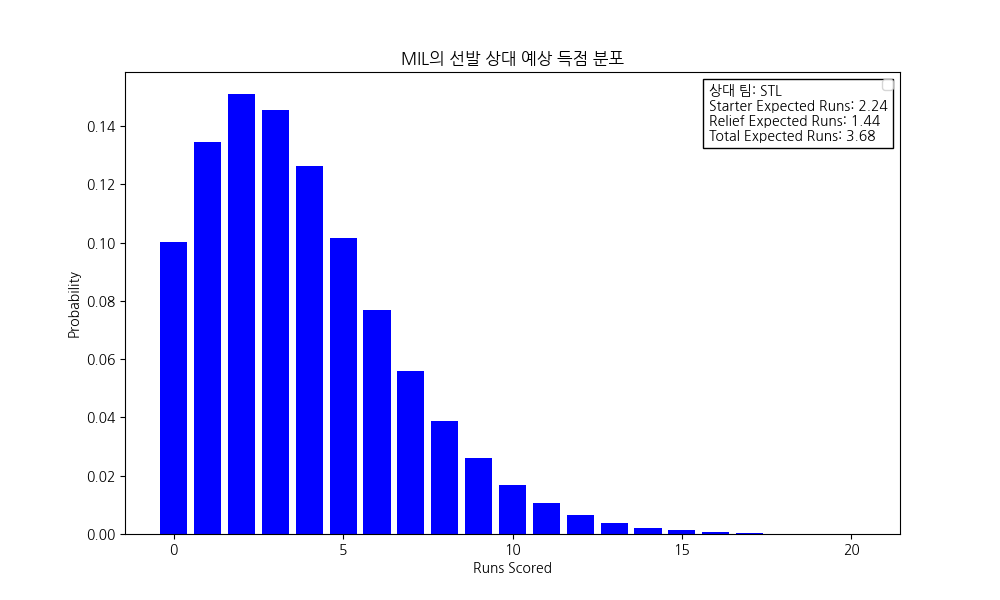 MIL의 선발 상대 예상 득점 분포
상대 팀: STL
Starter Expected Runs: 2.24
Relief Expected Runs: 1.44
Total Expected Runs: 3.68
Probability
0.14
0.12
0.10
0.08
0.06
0.04
0.02
0.00
0
5
10
15
20
Runs Scored